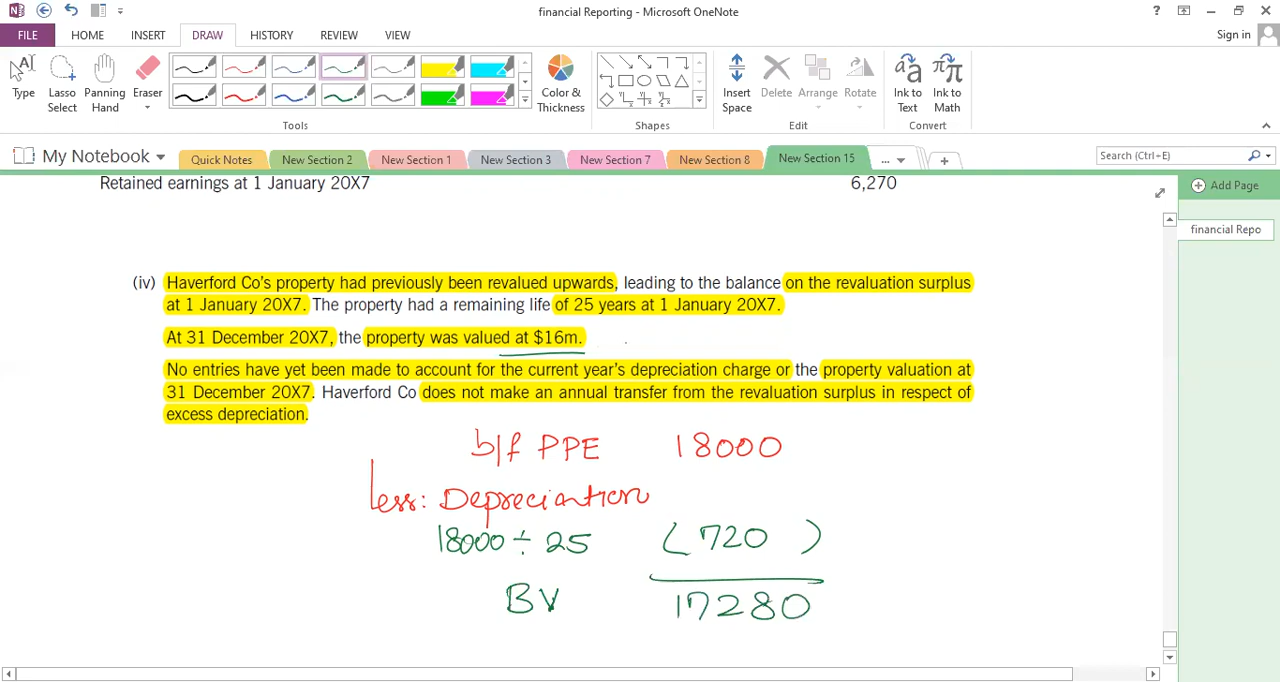 financial Reporting - Microsoft OneNote
FILE HOME INSERT DRAW HISTORY REVIEW VIEW
Sign in
Type
Lasso Select
Panning Hand
Eraser
Color & Thickness
Insert Space
Delete
Arrange
Rotate
Ink to Text
Ink to Math
Tools
Shapes
Edit
Convert
My Notebook
Quick Notes
New Section 2
New Section 1
New Section 3
New Section 7
New Section 8
New Section 15
...
Search (Ctrl+E)
Add Page
financial Repo
Retained earnings at 1 January 20X7 6,270
(iv) Haverford Co's property had previously been revalued upwards, leading to the balance on the revaluation surplus
at 1 January 20X7. The property had a remaining life of 25 years at 1 January 20X7.
At 31 December 20X7, the property was valued at $16m.
No entries have yet been made to account for the current year's depreciation charge or the property valuation at
31 December 20X7. Haverford Co does not make an annual transfer from the revaluation surplus in respect of
excess depreciation.
b/f PPE 18000
less: Depreciation
18000 ÷ 25 (720)
BV 17280